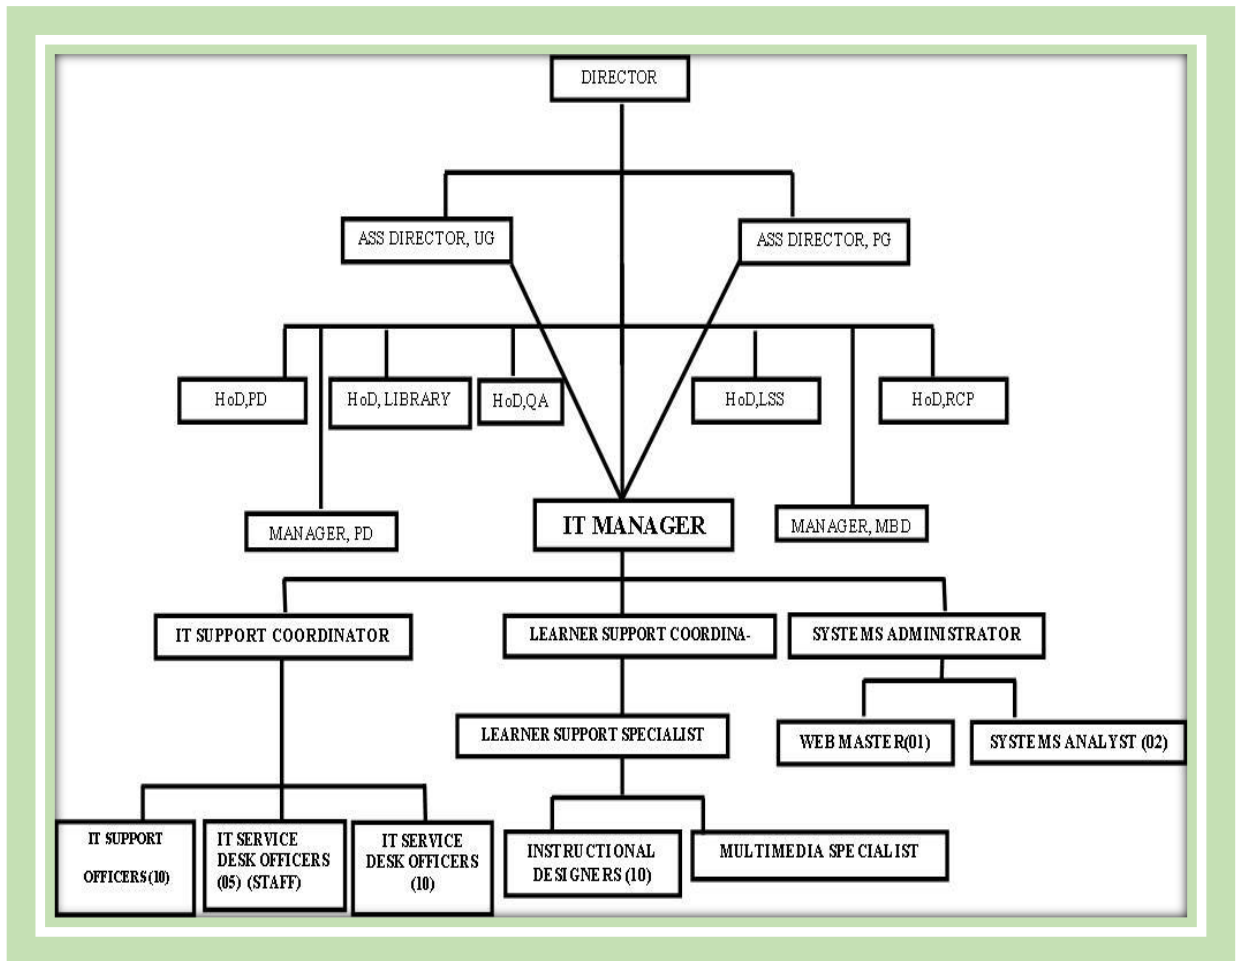 DIRECTOR
ASS DIRECTOR, UG
ASS DIRECTOR, PG
HoD,PD
HoD, LIBRARY
HoD,QA
HoD,LSS
HoD,RCP
MANAGER, PD
IT MANAGER
MANAGER, MBD
IT SUPPORT COORDINATOR
LEARNER SUPPORT COORDINA-
SYSTEMS ADMINISTRATOR
LEARNER SUPPORT SPECIALIST
WEB MASTER(01)
SYSTEMS ANALYST (02)
IT SUPPORT
OFFICERS(10)
IT SERVICE
DESK OFFICERS
(05) (STAFF)
IT SERVICE
DESK OFFICERS
(10)
INSTRUCTIONAL
DESIGNERS (10)
MULTIMEDIA SPECIALIST